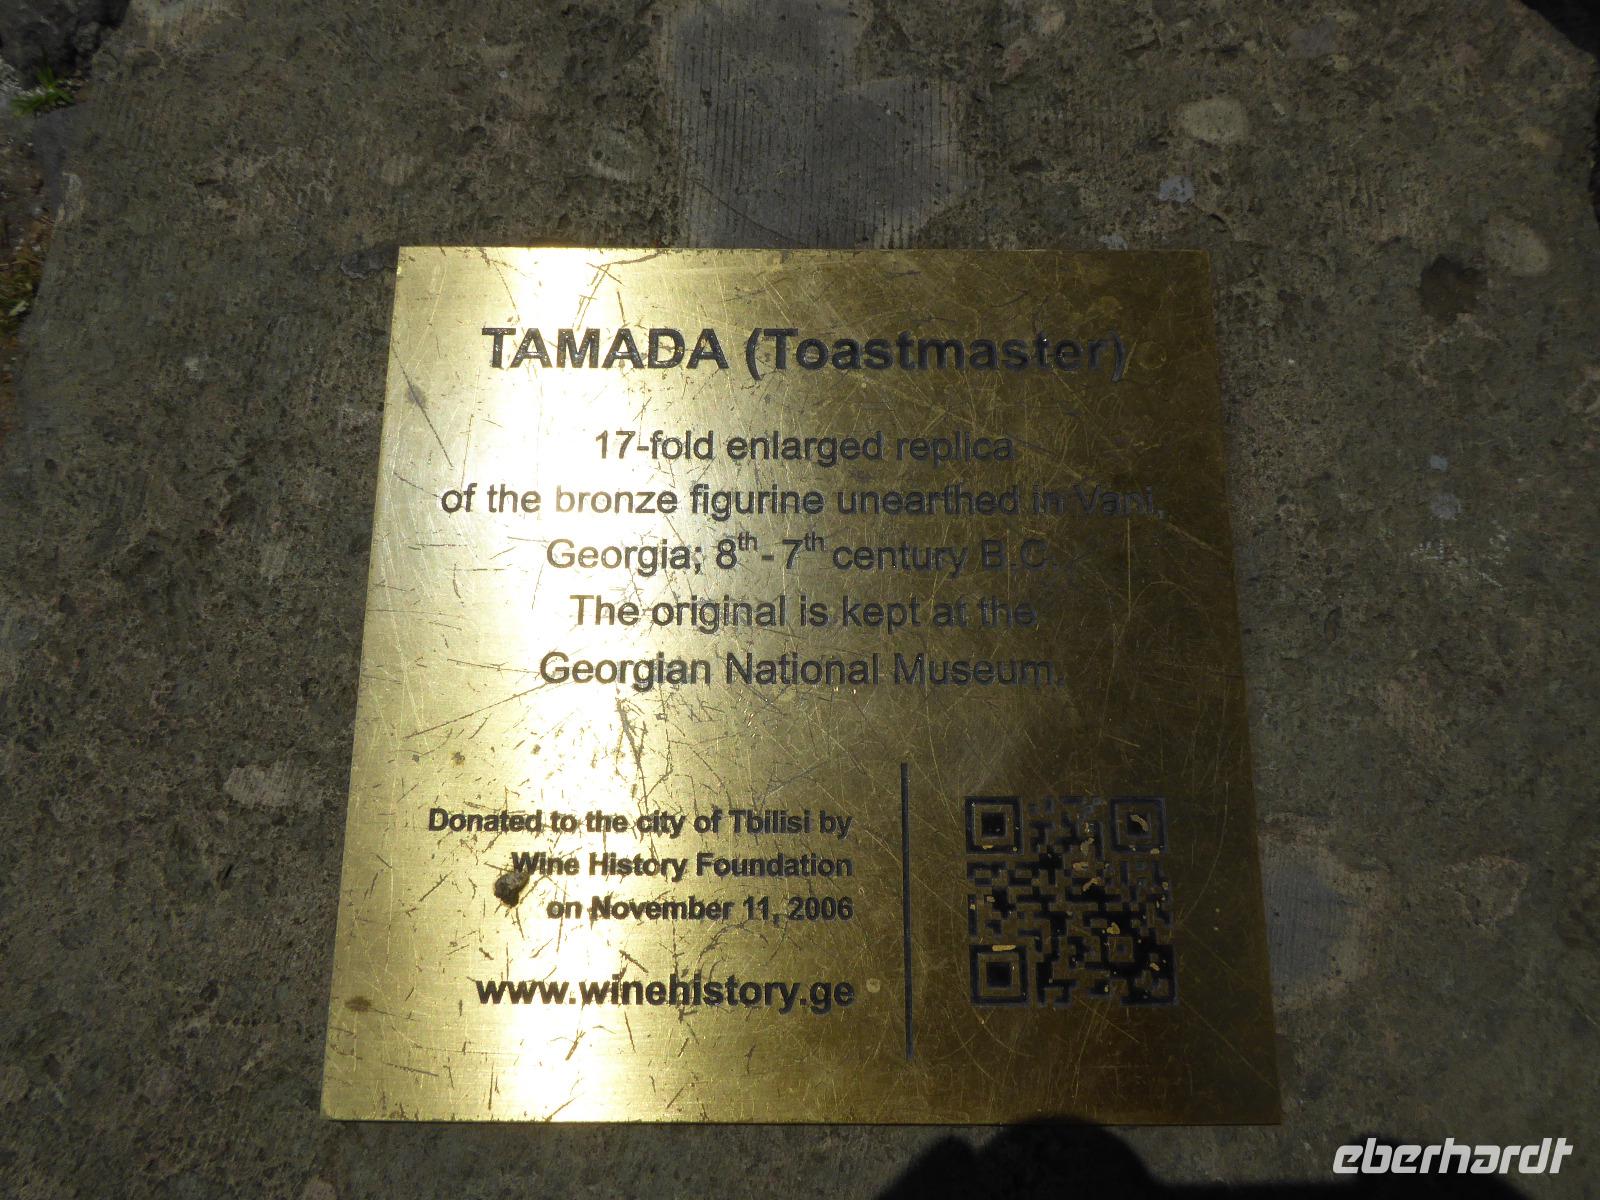 TAMADA (Toastmaster)
17-fold enlarged replica
of the bronze figurine unearthed in Vani,
Georgia; 8th - 7th century B.C.
The original is kept at the
Georgian National Museum.
Donated to the city of Tbilisi by
Wine History Foundation
on November 11, 2006
www.winehistory.ge
eberhardt